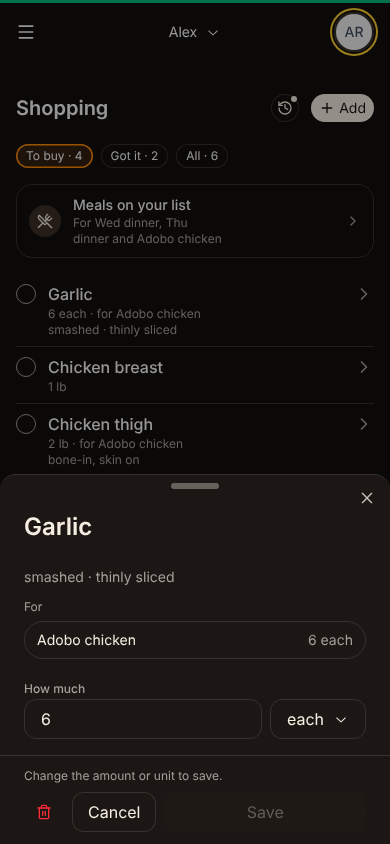 Alex
AR
Shopping
Add
To buy · 4
Got it · 2
All · 6
Meals on your list
For Wed dinner, Thu
dinner and Adobo chicken
Garlic
6 each · for Adobo chicken
smashed · thinly sliced
Chicken breast
1 lb
Chicken thigh
2 lb · for Adobo chicken
bone-in, skin on
Garlic
smashed · thinly sliced
For
Adobo chicken 6 each
How much
6 each
Change the amount or unit to save.
Cancel Save